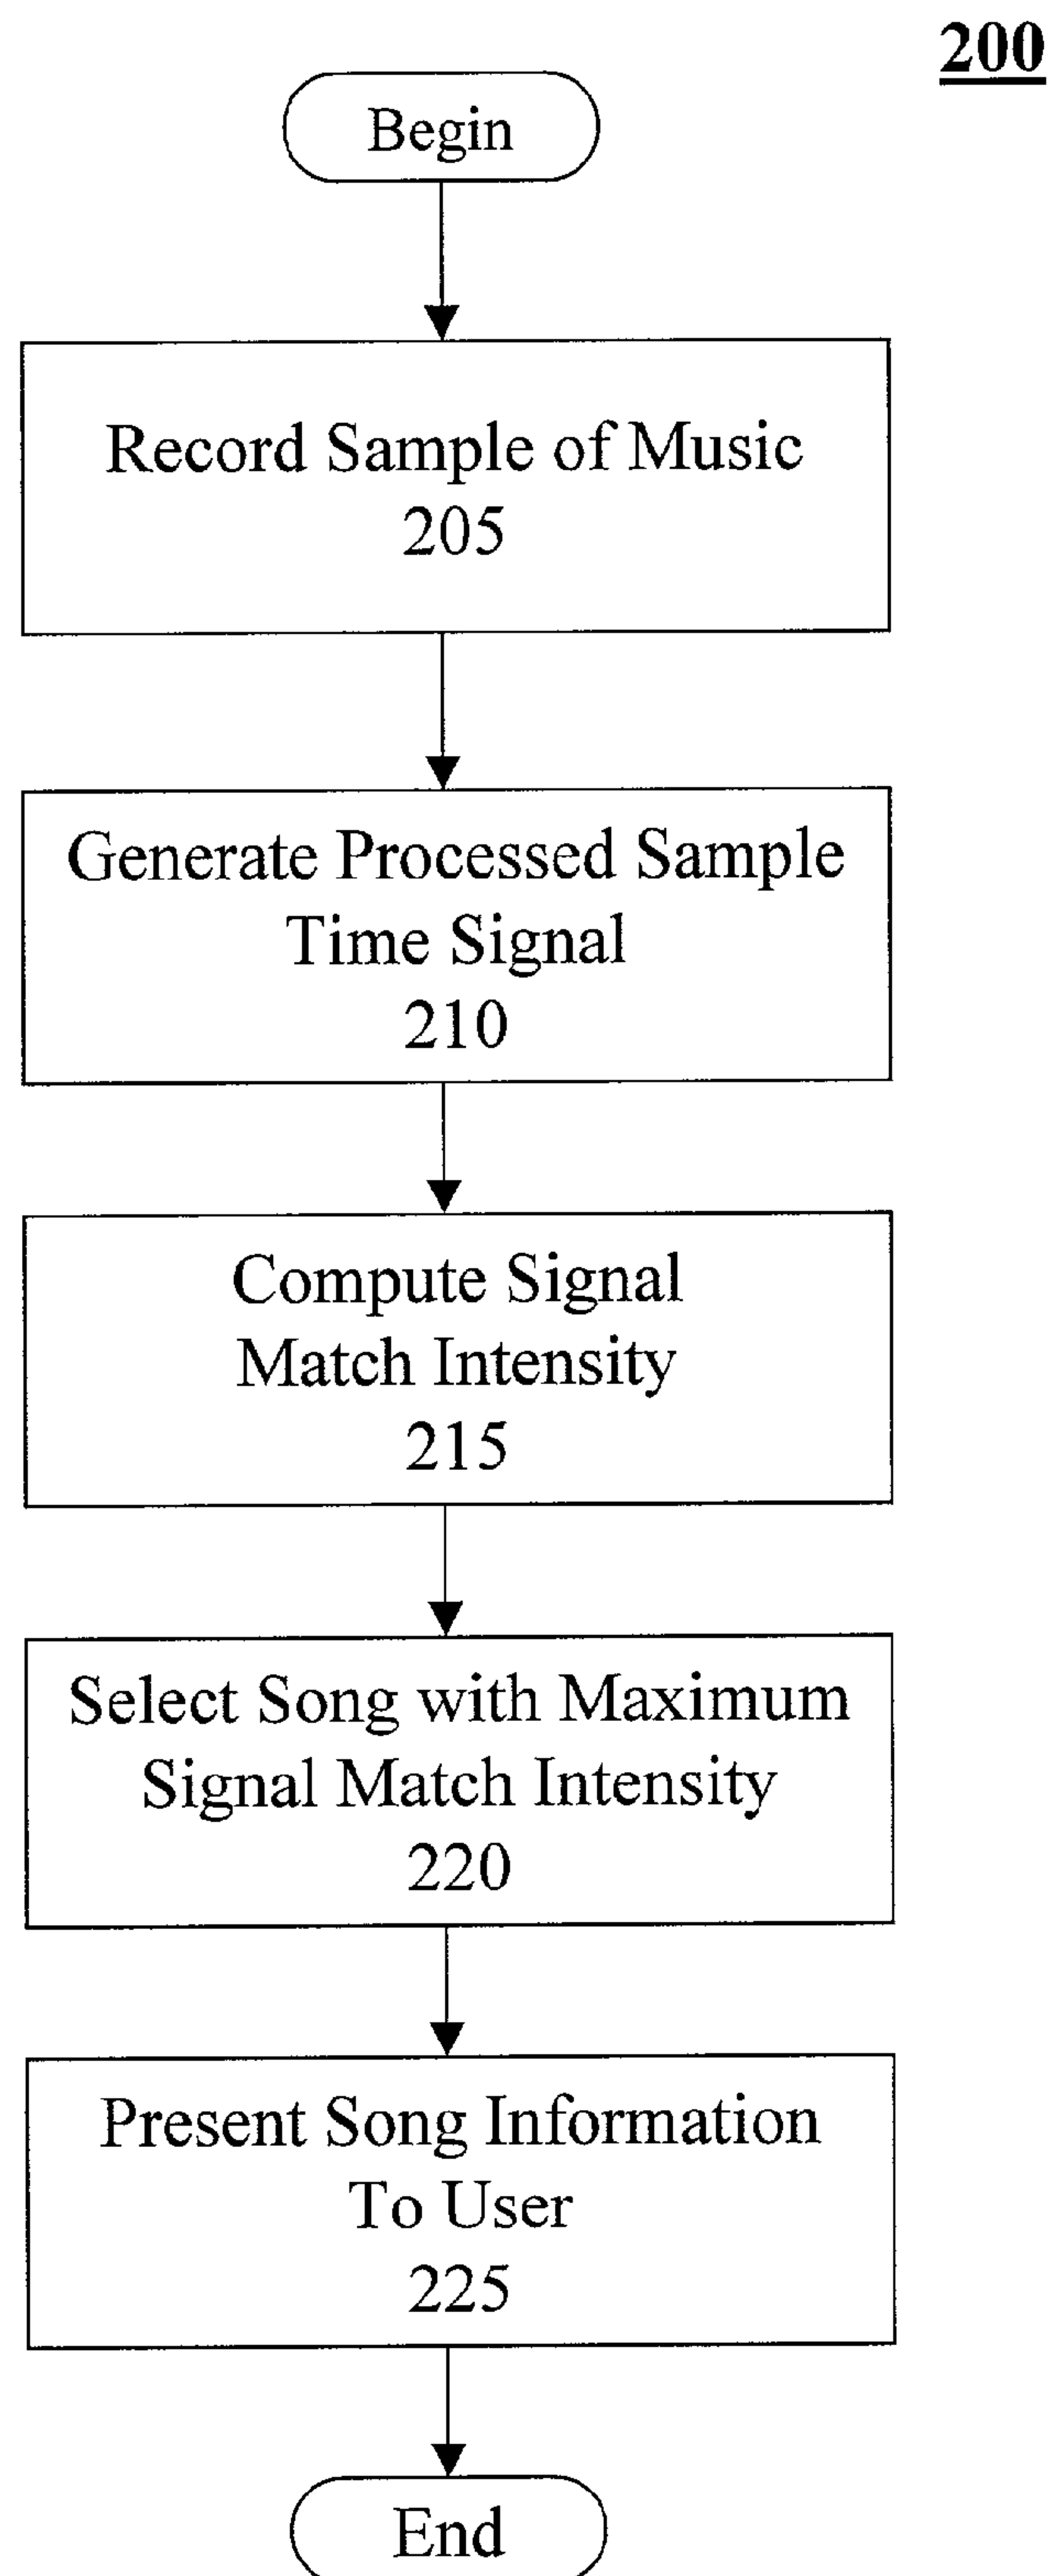 200
Begin
Record Sample of Music
205
Generate Processed Sample
Time Signal
210
Compute Signal
Match Intensity
215
Select Song with Maximum
Signal Match Intensity
220
Present Song Information
To User
225
End